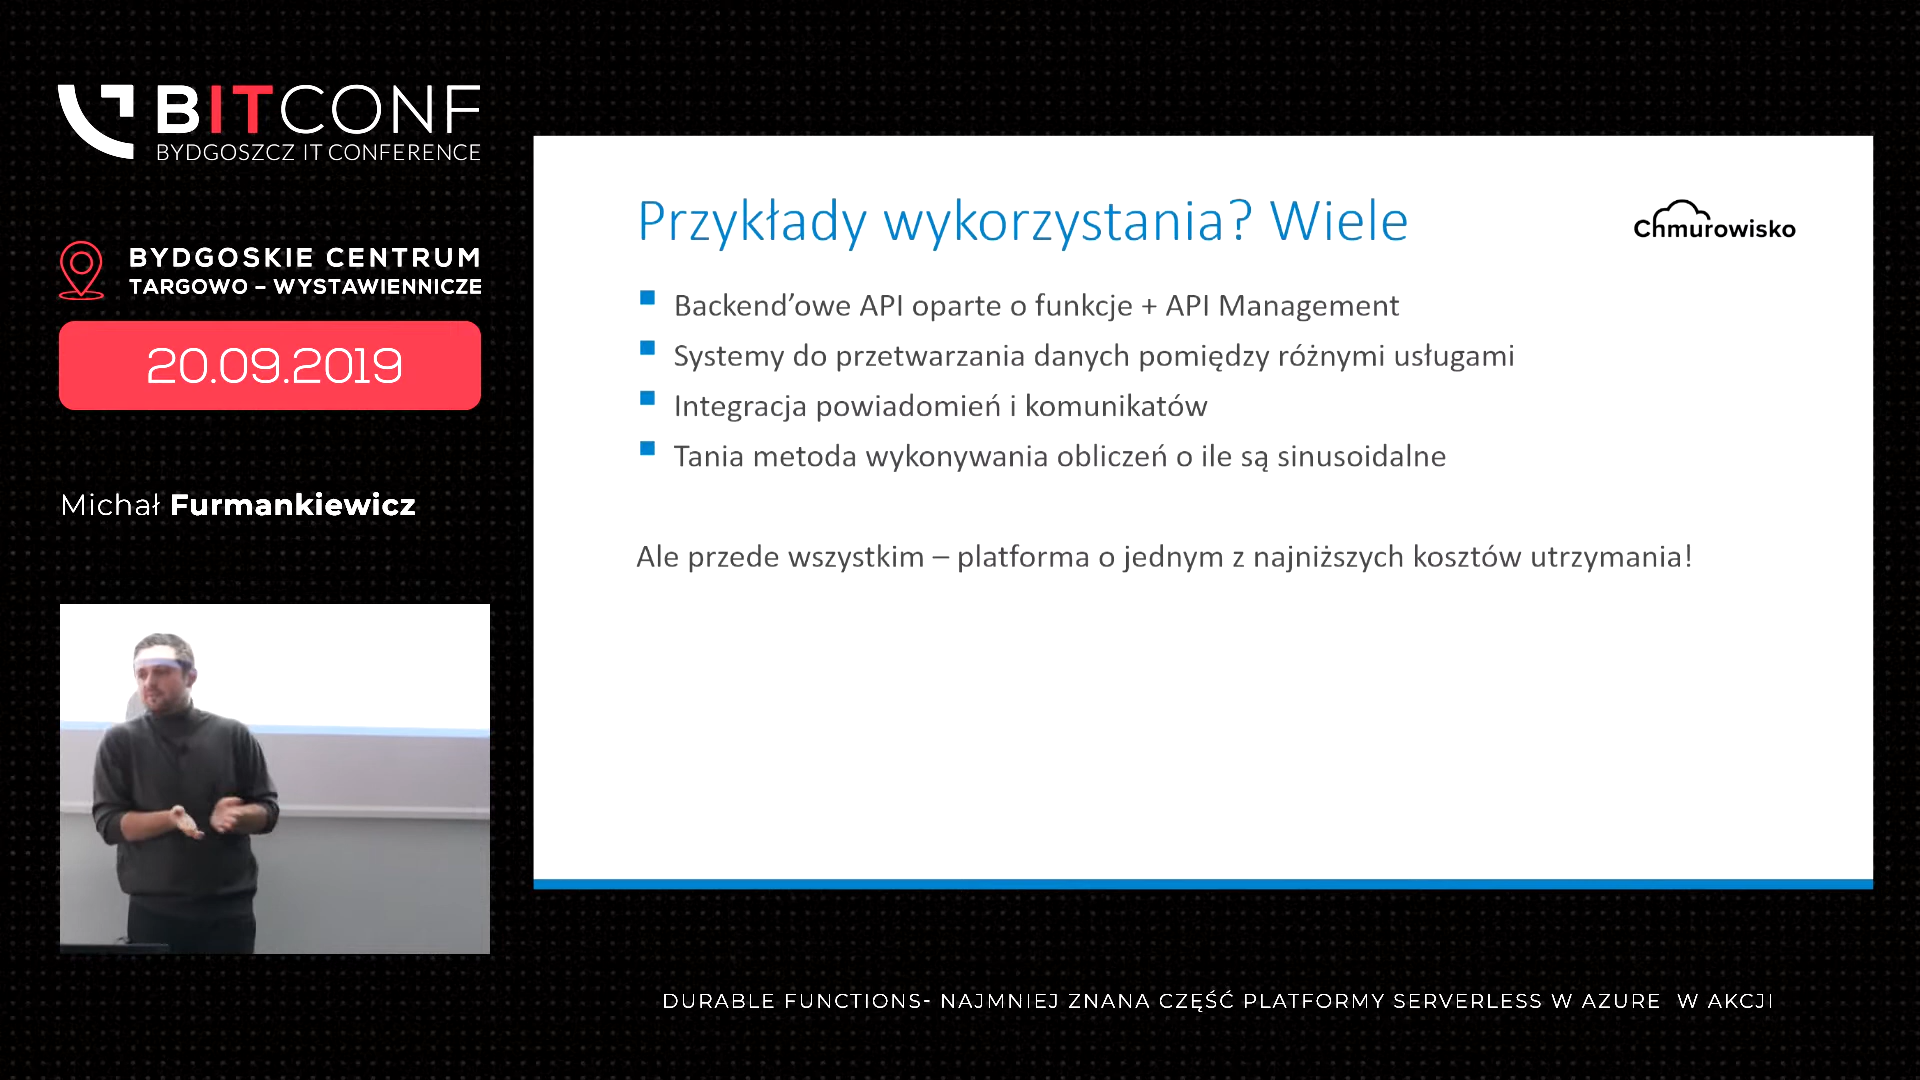 BITCONF
BYDGOSZCZ IT CONFERENCE
BYDGOSKIE CENTRUM
TARGOWO – WYSTAWIENNICZE
20.09.2019
Michał Furmankiewicz
Przykłady wykorzystania? Wiele
Chmurowisko
Backend’owe API oparte o funkcje + API Management
Systemy do przetwarzania danych pomiędzy różnymi usługami
Integracja powiadomień i komunikatów
Tania metoda wykonywania obliczeń o ile są sinusoidalne
Ale przede wszystkim – platforma o jednym z najniższych kosztów utrzymania!
DURABLE FUNCTIONS- NAJMNIEJ ZNANA CZĘŚĆ PLATFORMY SERVERLESS W AZURE W AKCJI